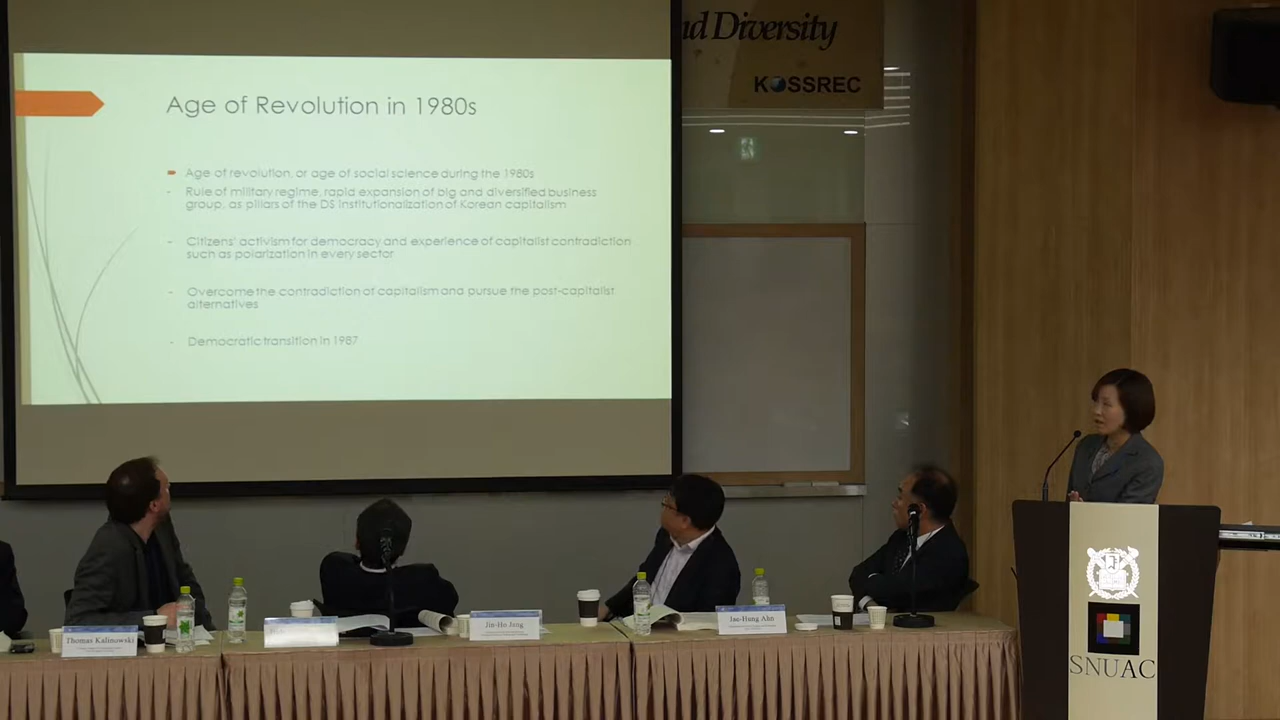 nd Diversity
KOSSREC
Age of Revolution in 1980s
Age of revolution, or age of social science during the 1980s
- Rule of military regime, rapid expansion of big and diversified business
group, as pillars of the DS institutionalization of Korean capitalism
- Citizens' activism for democracy and experience of capitalist contradiction
such as polarization in every sector
- Overcome the contradiction of capitalism and pursue the post-capitalist
alternatives
- Democratic transition in 1987
Thomas Kalinowski
Jin-Ho Jang
Jae-Hung Ahn
SNUAC